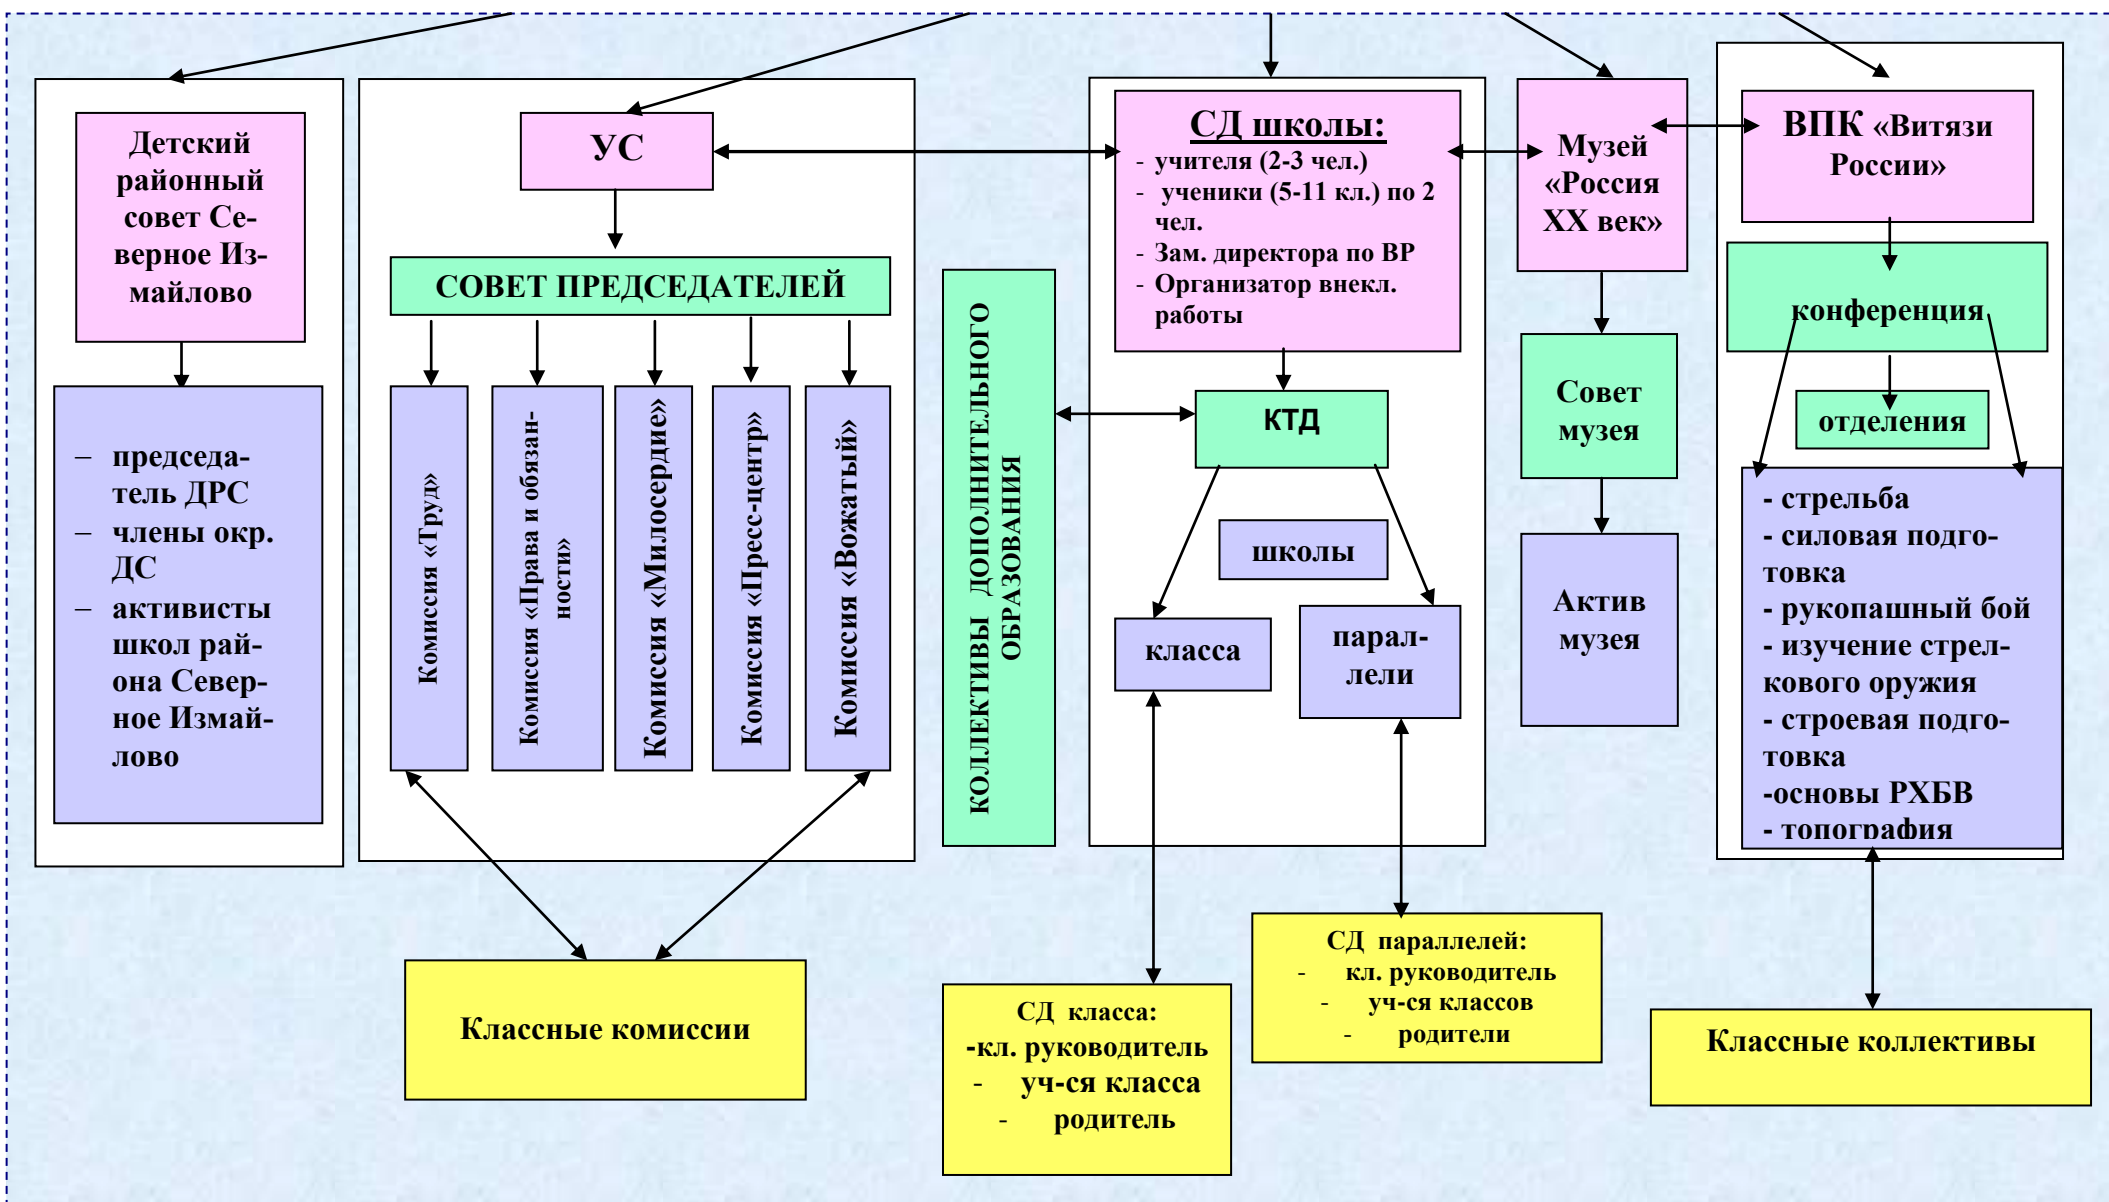 Детский
районный
совет Се-
верное Из-
майлово
– председа-
тель ДРС
– члены окр.
ДС
– активисты
школ рай-
она Север-
ное Измай-
лово
УС
СОВЕТ ПРЕДСЕДАТЕЛЕЙ
Комиссия «Труд»
Комиссия «Права и обязан-
ности»
Комиссия «Милосердие»
Комиссия «Пресс-центр»
Комиссия «Вожатый»
Классные комиссии
КОЛЛЕКТИВЫ ДОПОЛНИТЕЛЬНОГО
ОБРАЗОВАНИЯ
СД школы:
- учителя (2-3 чел.)
- ученики (5-11 кл.) по 2
чел.
- Зам. директора по ВР
- Организатор внекл.
работы
КТД
школы
класса
парал-
лели
СД класса:
-кл. руководитель
- уч-ся класса
- родитель
СД параллелей:
- кл. руководитель
- уч-ся классов
- родители
Музей
«Россия
XX век»
Совет
музея
Актив
музея
ВПК «Витязи
России»
конференция
отделения
- стрельба
- силовая подго-
товка
- рукопашный бой
- изучение стрел-
кового оружия
- строевая подго-
товка
-основы РХБВ
- топография
Классные коллективы